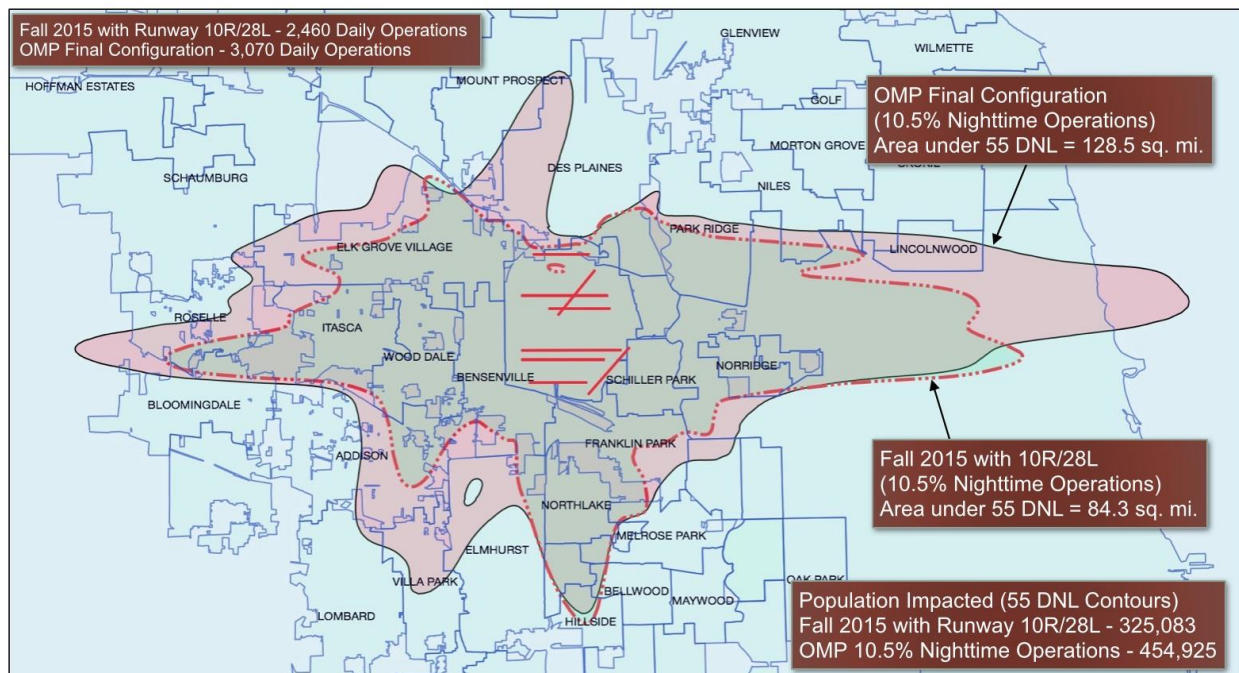 Fall 2015 with Runway 10R/28L - 2,460 Daily Operations
OMP Final Configuration - 3,070 Daily Operations
GLENVIEW
WILMETTE
HOFFMAN ESTATES
MOUNT PROSPECT
OMP Final Configuration
(10.5% Nighttime Operations)
Area under 55 DNL = 128.5 sq. mi.
GOLF
MORTON GROVE
DES PLAINES
SCHAUMBURG
NILES
PARK RIDGE
ELK GROVE VILLAGE
LINCOLNWOOD
ROSELLE
ITASCA
WOOD DALE
BENSENVILLE
SCHILLER PARK
NORRIDGE
BLOOMINGDALE
FRANKLIN PARK
ADDISON
Fall 2015 with 10R/28L
(10.5% Nighttime Operations)
Area under 55 DNL = 84.3 sq. mi.
NORTHLAKE
MELROSE PARK
ELMHURST
VILLA PARK
OAK PARK
BELLWOOD
MAYWOOD
LOMBARD
HILLSIDE
Population Impacted (55 DNL Contours)
Fall 2015 with Runway 10R/28L - 325,083
OMP 10.5% Nighttime Operations - 454,925